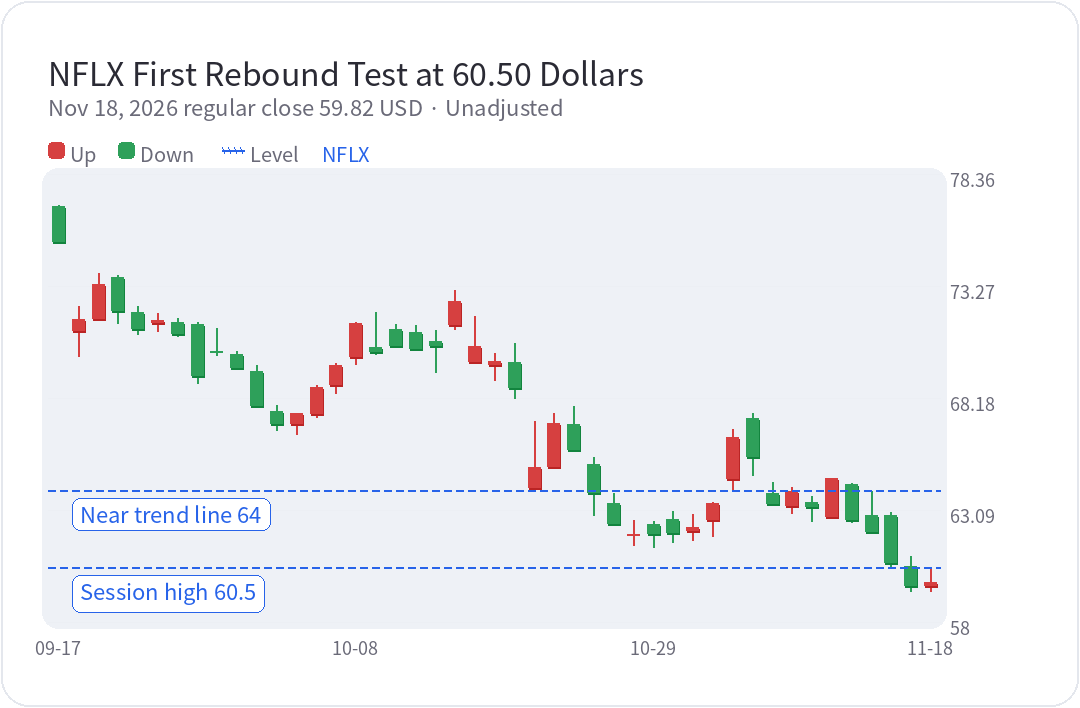 NFLX First Rebound Test at 60.50 Dollars
Nov 18, 2026 regular close 59.82 USD · Unadjusted
Up Down Level NFLX
78.36
73.27
68.18
Near trend line 64
63.09
Session high 60.5
58
09-17 10-08 10-29 11-18